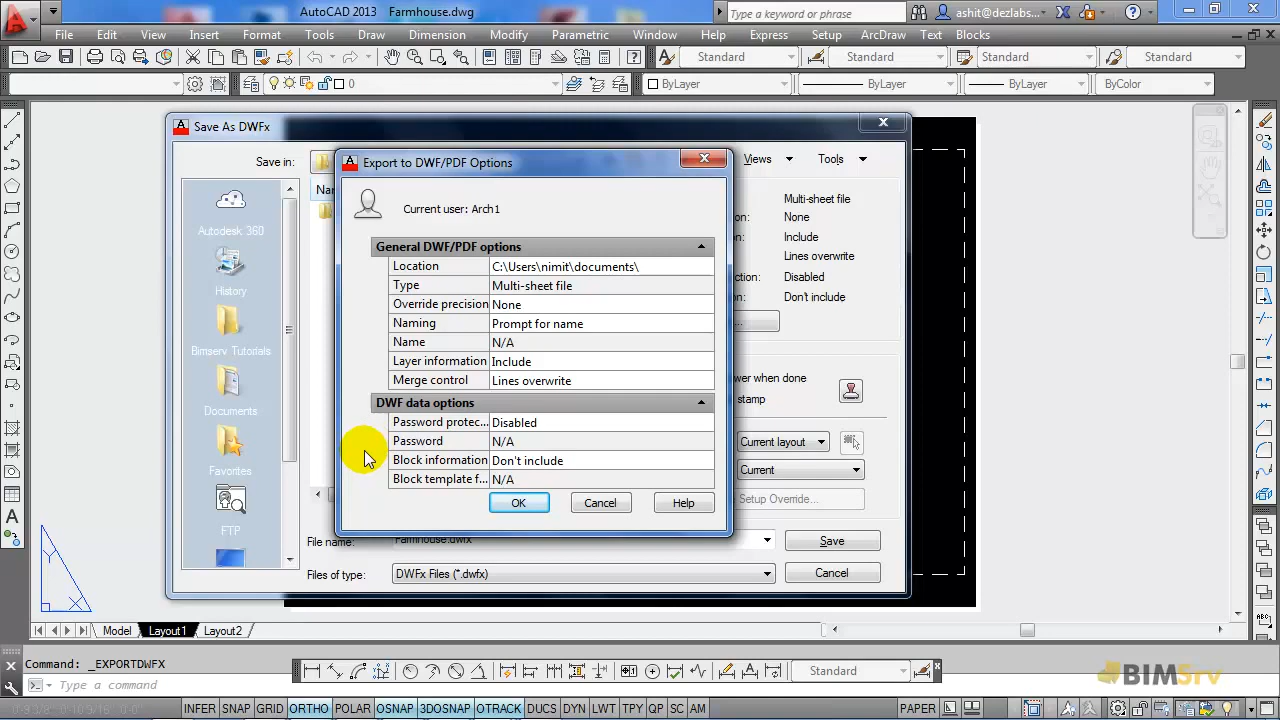 AutoCAD 2013 Farmhouse.dwg
Type a keyword or phrase
ashit@dezlabs...
File Edit View Insert Format Tools Draw Dimension Modify Parametric Window Help Express Setup ArcDraw Text Blocks
Standard Standard Standard Standard
0 ByLayer ByLayer ByLayer ByColor
Save As DWFx
Save in:
Views Tools
Export to DWF/PDF Options
Current user: Arch1
General DWF/PDF options
Location C:\Users\nimit\documents\
Type Multi-sheet file
Override precision None
Naming Prompt for name
Name N/A
Layer information Include
Merge control Lines overwrite
DWF data options
Password protec... Disabled
Password N/A
Block information Don't include
Block template f... N/A
OK Cancel Help
Autodesk 360
History
Bimserv Tutorials
Documents
Favorites
FTP
Multi-sheet file
None
Include
Lines overwrite
Disabled
Don't include
wer when done
stamp
Current layout
Current
Setup Override...
File name: Farmhouse.dwfx
Save
Files of type: DWFx Files (*.dwfx)
Cancel
Y
X
Model Layout1 Layout2
Command: _EXPORTDWFX
Standard
Type a command
BIMSrv
INFER SNAP GRID ORTHO POLAR OSNAP 3DOSNAP OTRACK DUCS DYN LWT TPY QP SC AM PAPER